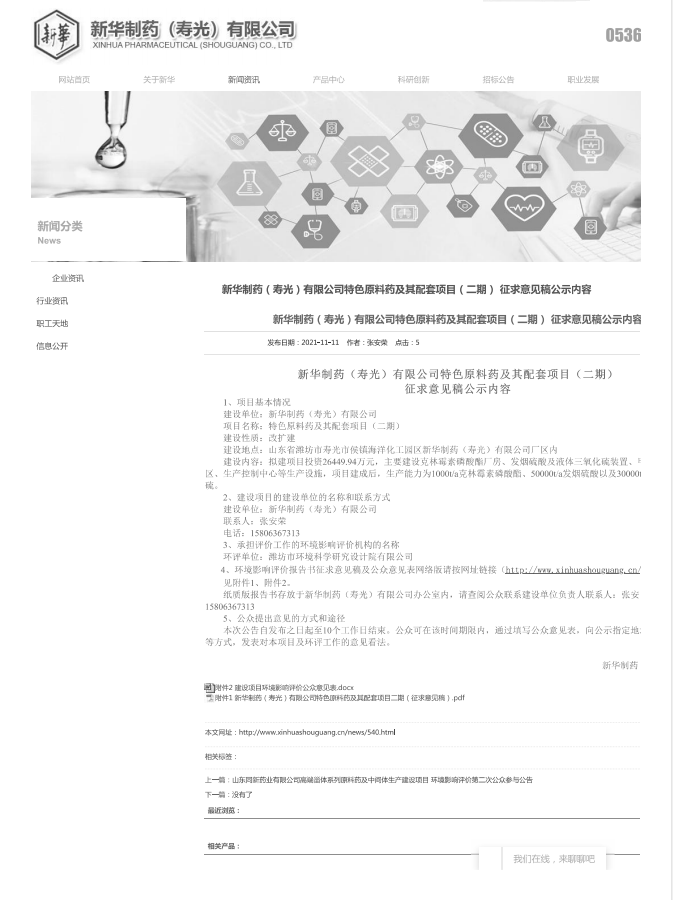 新华制药（寿光）有限公司
XINHUA PHARMACEUTICAL (SHOUGUANG) CO., LTD
0536
网站首页 关于新华 新闻资讯 产品中心 科研创新 招标公告 职业发展
新闻分类
News
企业资讯
行业资讯
职工天地
信息公开
新华制药（寿光）有限公司特色原料药及其配套项目（二期） 征求意见稿公示内容
新华制药（寿光）有限公司特色原料药及其配套项目（二期） 征求意见稿公示内容
发布日期：2021-11-11 作者：张安荣 点击：5
新华制药（寿光）有限公司特色原料药及其配套项目（二期）
征求意见稿公示内容
1、项目基本情况
建设单位：新华制药（寿光）有限公司
项目名称：特色原料药及其配套项目（二期）
建设性质：改扩建
建设地点：山东省潍坊市寿光市侯镇海洋化工园区新华制药（寿光）有限公司厂区内
建设内容：拟建项目投资26449.94万元，主要建设克林霉素磷酸酯厂房、发烟硫酸及液体三氧化硫装置、
区、生产控制中心等生产设施，项目建成后，生产能力为1000t/a克林霉素磷酸酯、50000t/a发烟硫酸以及30000t
硫。
2、建设项目的建设单位的名称和联系方式
建设单位：新华制药（寿光）有限公司
联系人：张安荣
电话：15806367313
3、承担评价工作的环境影响评价机构的名称
环评单位：潍坊市环境科学研究设计院有限公司
4、环境影响评价报告书征求意见稿及公众意见表网络版请按网址链接（http://www.xinhuashouguang.cn/
见附件1、附件2。
纸质版报告书存放于新华制药（寿光）有限公司办公室内，请查阅公众联系建设单位负责人联系人：张安
15806367313
5、公众提出意见的方式和途径
本次公告自发布之日起至10个工作日结束。公众可在该时间期限内，通过填写公众意见表，向公示指定地
等方式，发表对本项目及环评工作的意见看法。
新华制药
附件2 建设项目环境影响评价公众意见表.docx
附件1 新华制药（寿光）有限公司特色原料药及其配套项目二期（征求意见稿）.pdf
本文网址：http://www.xinhuashouguang.cn/news/540.html
相关标签：
上一篇：山东同新药业有限公司高端甾体系列原料药及中间体生产建设项目 环境影响评价第二次公众参与公告
下一篇：没有了
最近浏览：
相关产品：
我们在线，来聊聊吧